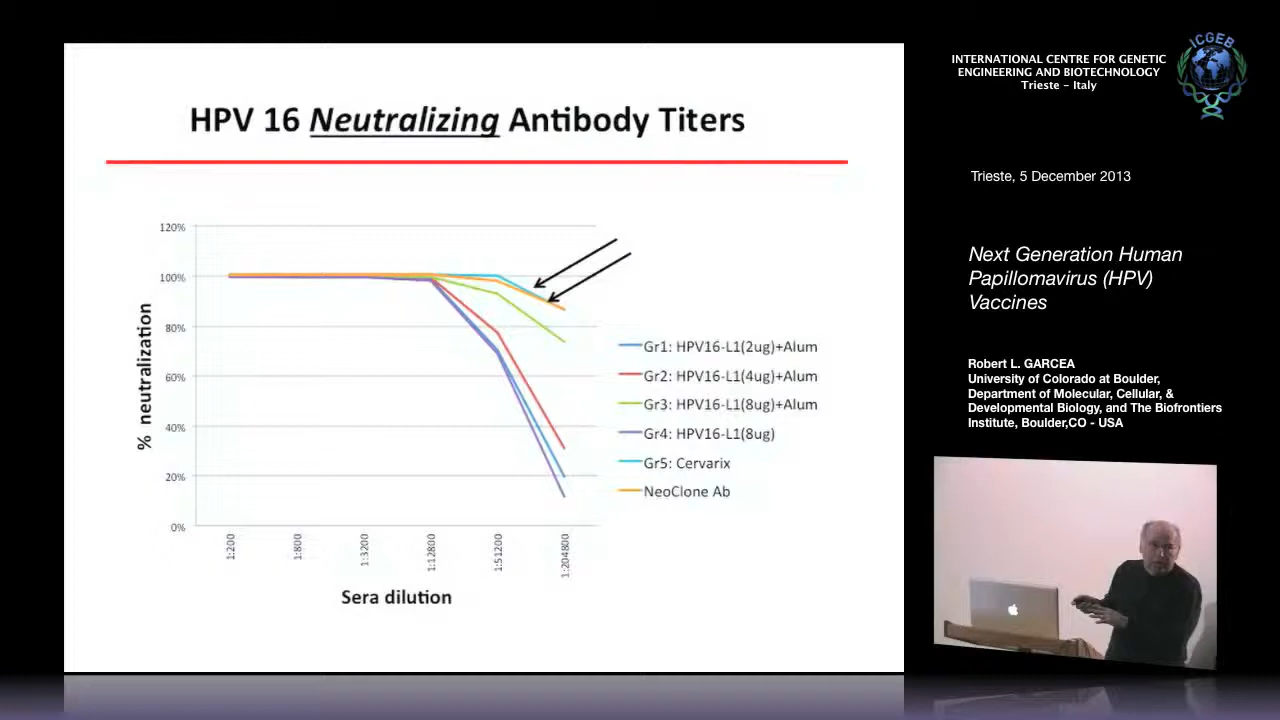 HPV 16 Neutralizing Antibody Titers
120%
100%
80%
60%
40%
20%
0%
% neutralization
1:200
1:800
1:3200
1:12800
1:51200
1:204800
Sera dilution
Gr1: HPV16-L1(2ug)+Alum
Gr2: HPV16-L1(4ug)+Alum
Gr3: HPV16-L1(8ug)+Alum
Gr4: HPV16-L1(8ug)
Gr5: Cervarix
NeoClone Ab
INTERNATIONAL CENTRE FOR GENETIC
ENGINEERING AND BIOTECHNOLOGY
Trieste – Italy
ICGEB
Trieste, 5 December 2013
Next Generation Human
Papillomavirus (HPV)
Vaccines
Robert L. GARCEA
University of Colorado at Boulder,
Department of Molecular, Cellular, &
Developmental Biology, and The Biofrontiers
Institute, Boulder,CO - USA